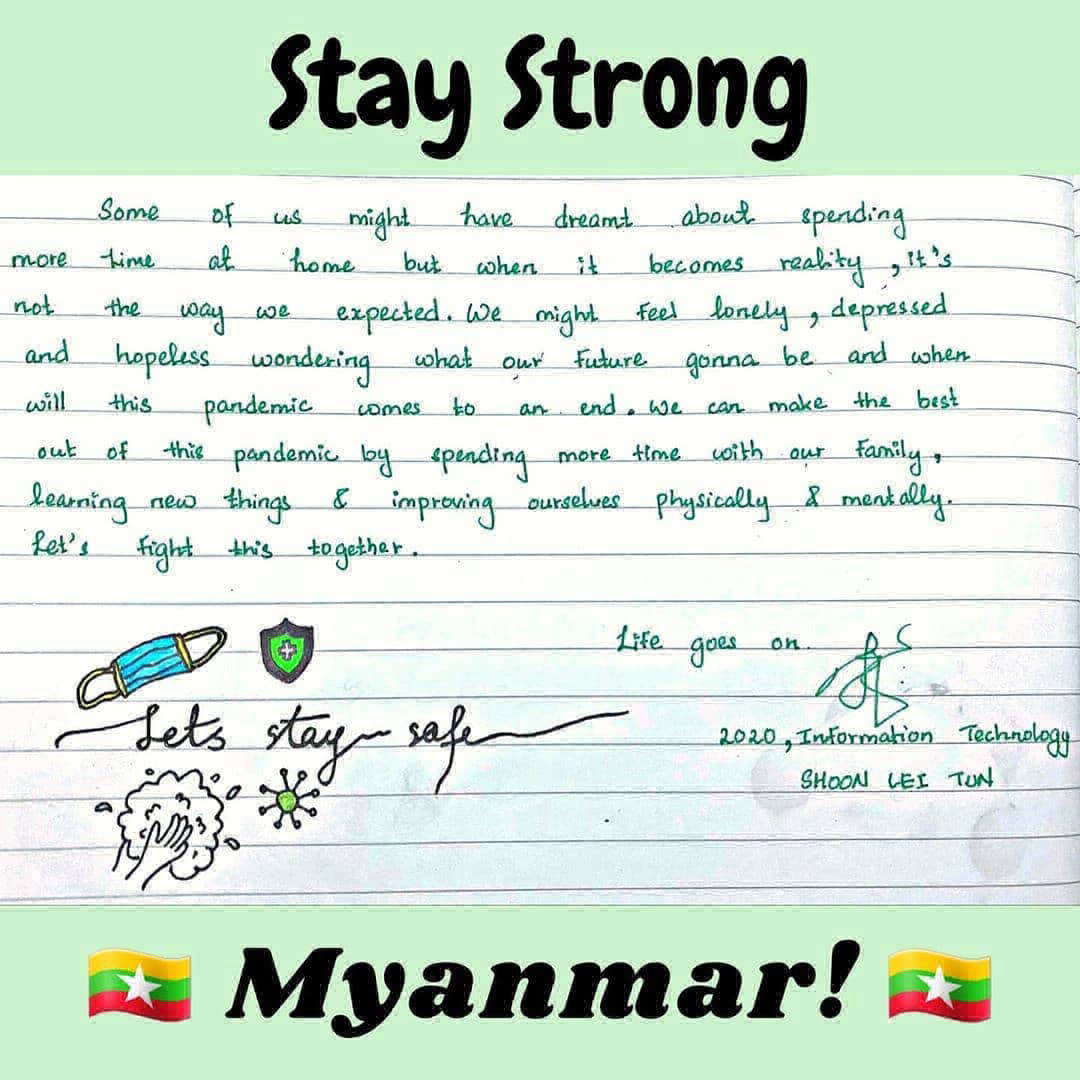 Stay Strong
Some of us might have dreamt about spending
more time at home but when it becomes reality, it's
not the way we expected. We might feel lonely, depressed
and hopeless wondering what our future gonna be and when
will this pandemic comes to an end. We can make the best
out of this pandemic by spending more time with our family,
learning new things & improving ourselves physically & mentally.
Let's fight this together.
Life goes on.
2020, Information Technology
SHOON LEI TUN
Lets stay safe
Myanmar!